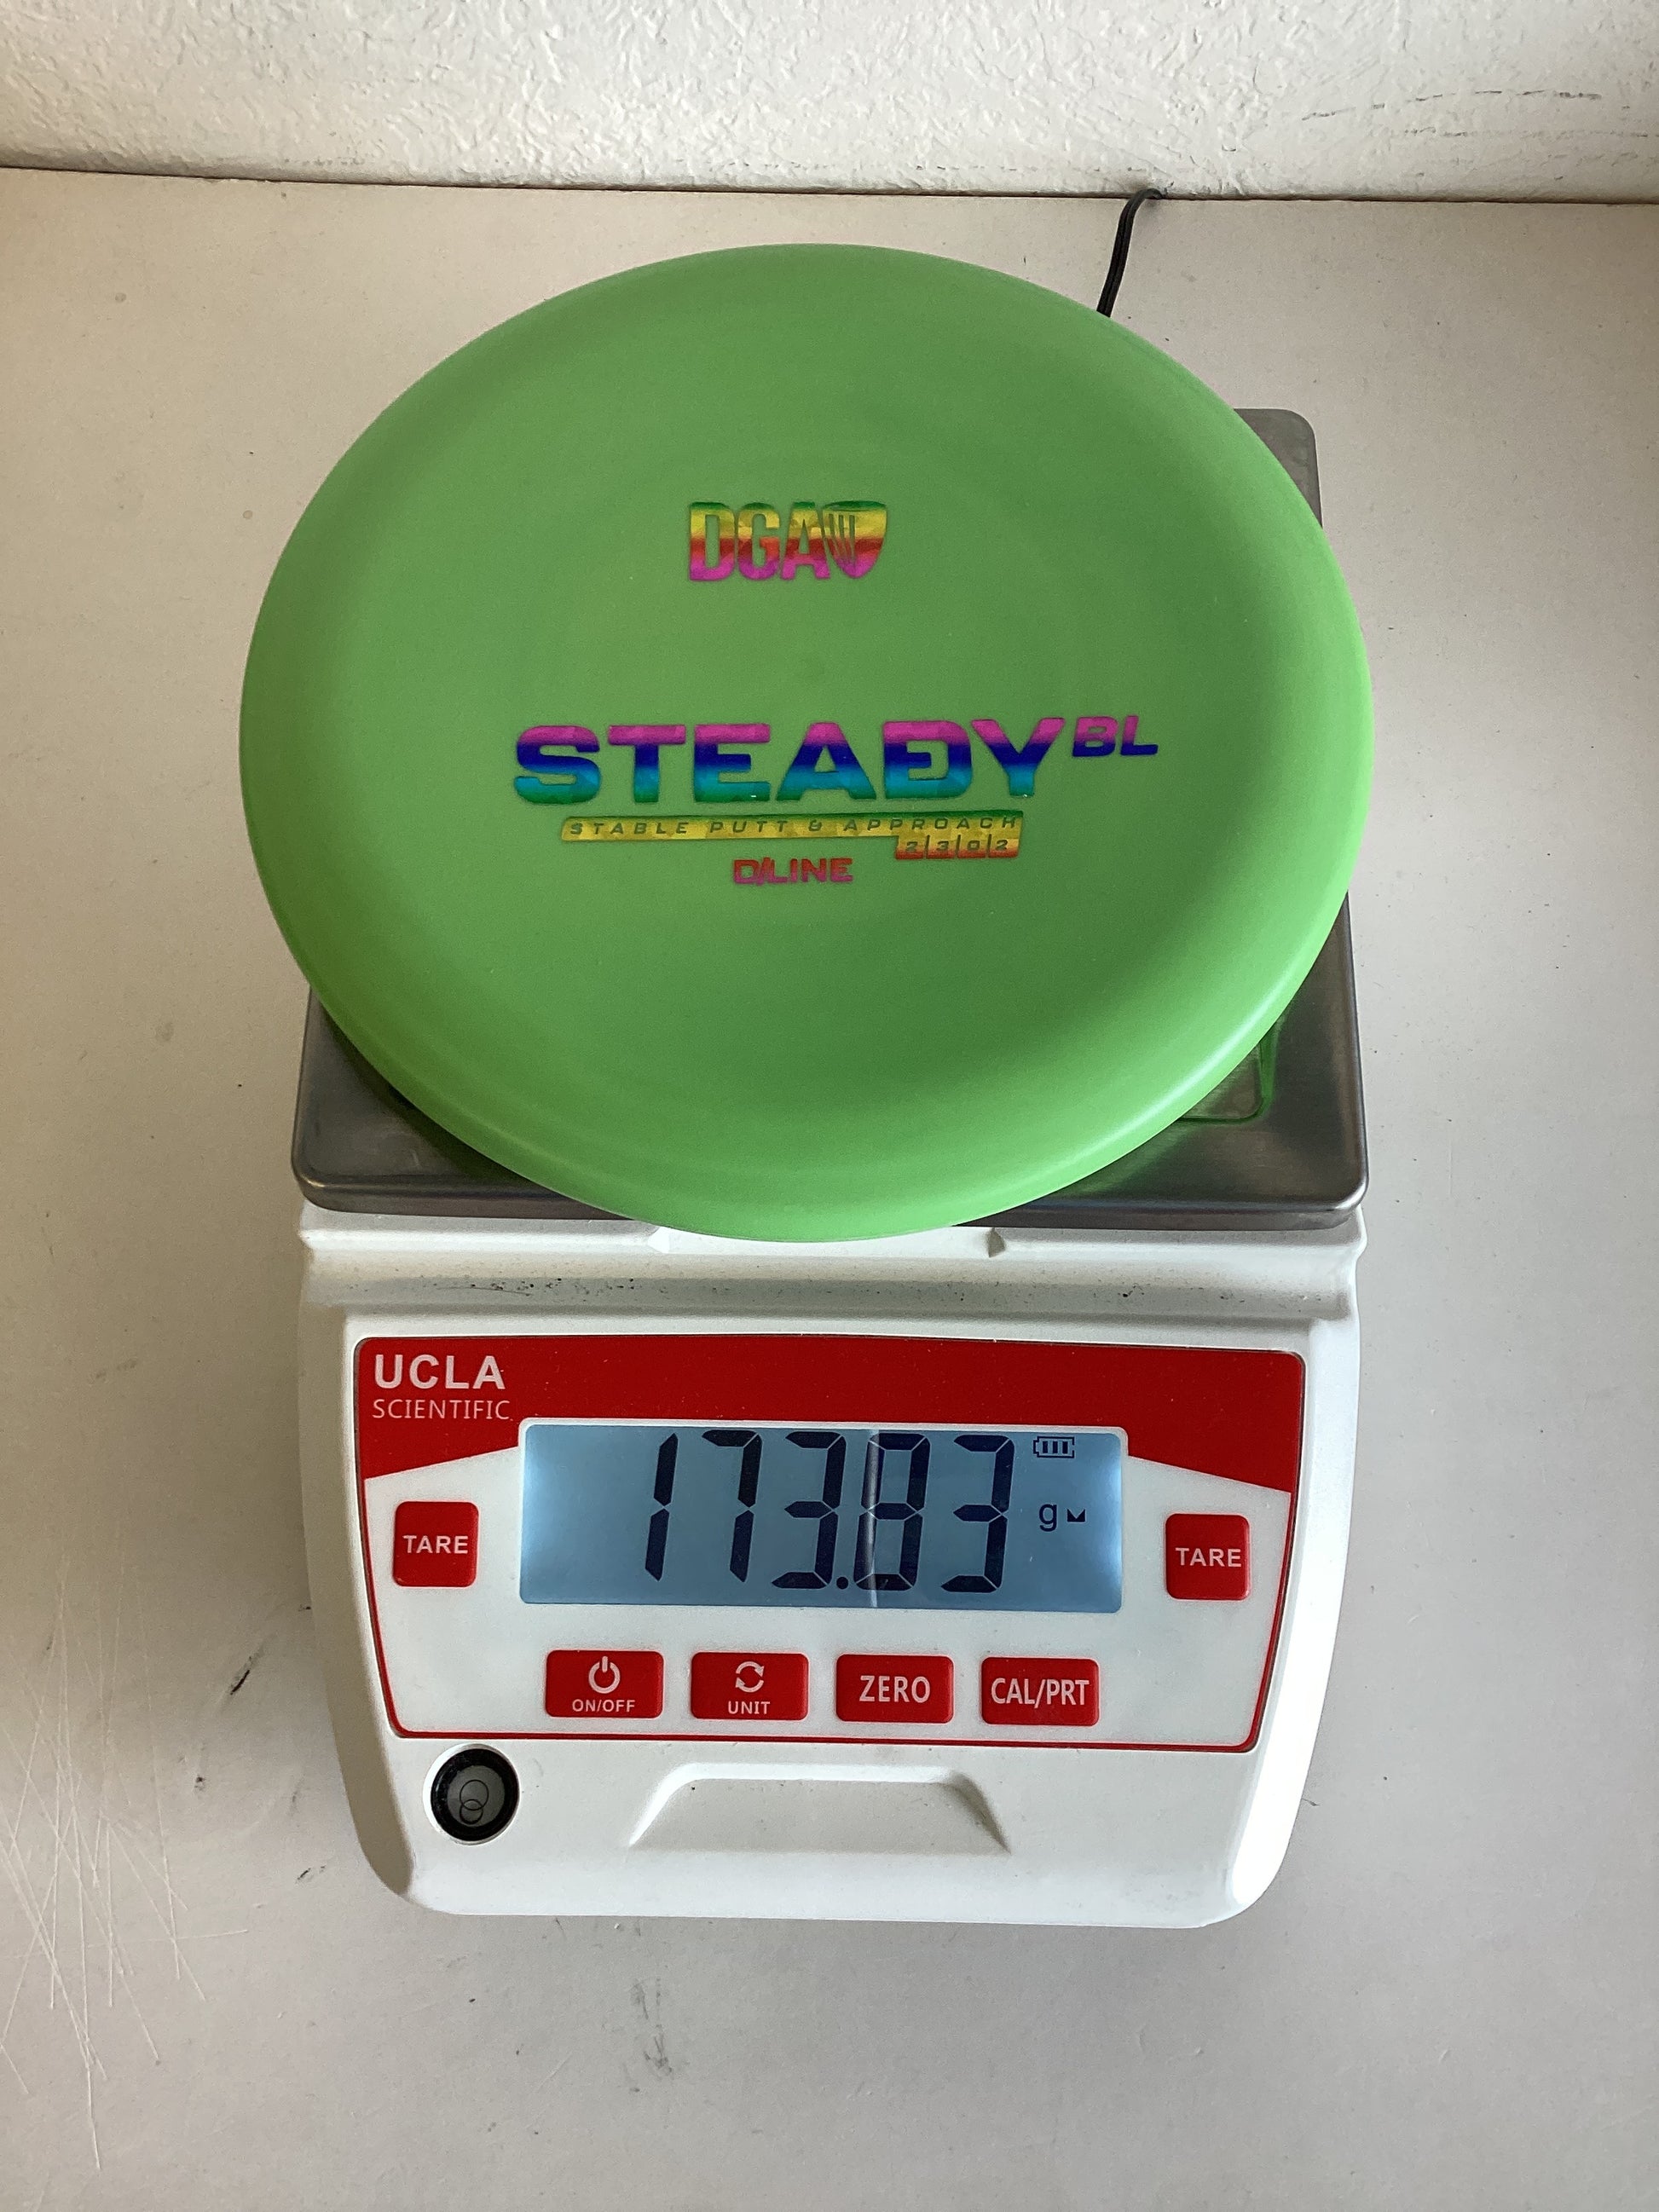 DGA
STEADY BL
STABLE PUTT & APPROACH
2 3 0 2
D/LINE
UCLA
SCIENTIFIC
173.83 g
TARE
TARE
ON/OFF
UNIT
ZERO
CAL/PRT